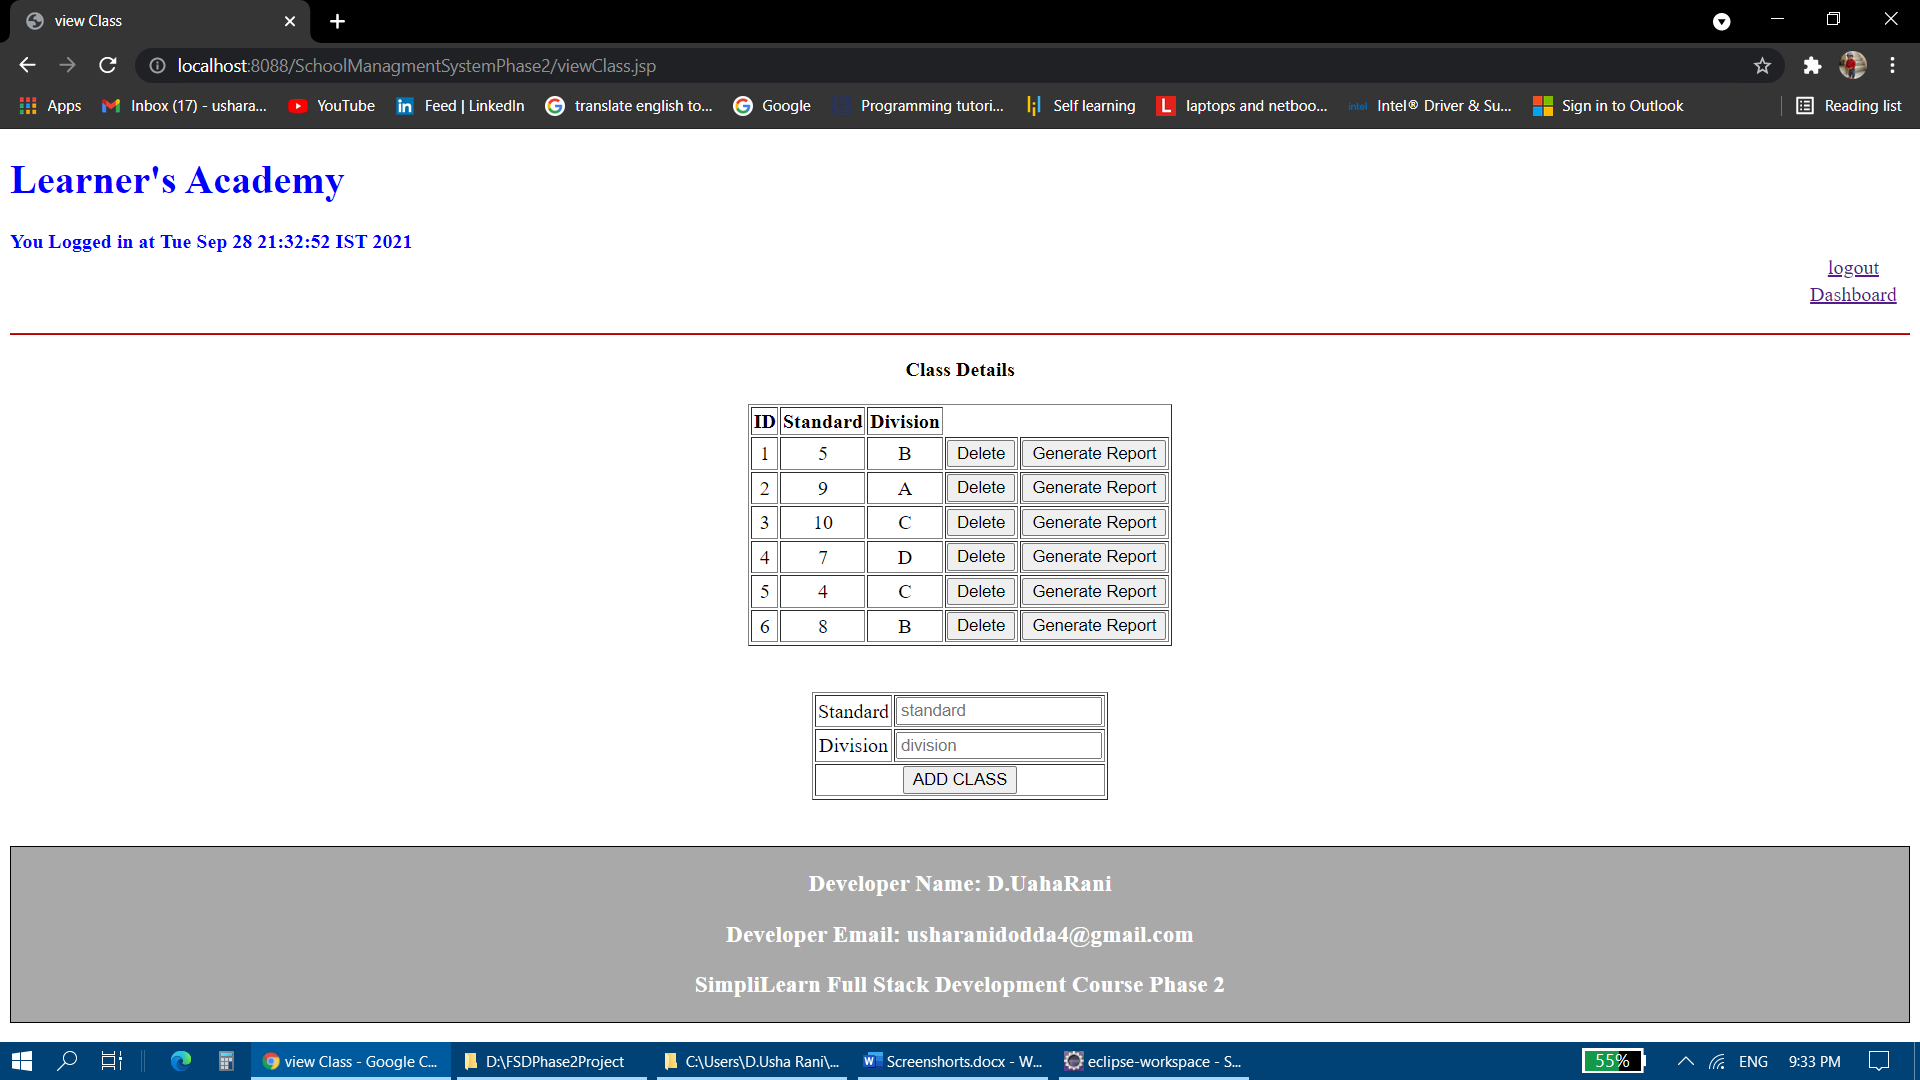 view Class
localhost:8088/SchoolManagmentSystemPhase2/viewClass.jsp
Apps
Inbox (17) - ushara...
YouTube
Feed | LinkedIn
translate english to...
Google
Programming tutori...
Self learning
L
laptops and netboo...
intel
Intel® Driver & Su...
Sign in to Outlook
Reading list
Learner's Academy
You Logged in at Tue Sep 28 21:32:52 IST 2021
logout
Dashboard
Class Details
ID Standard Division
1 5 B Delete Generate Report
2 9 A Delete Generate Report
3 10 C Delete Generate Report
4 7 D Delete Generate Report
5 4 C Delete Generate Report
6 8 B Delete Generate Report
Standard standard
Division division
ADD CLASS
Developer Name: D.UahaRani
Developer Email: usharanidodda4@gmail.com
SimpliLearn Full Stack Development Course Phase 2
view Class - Google C...
D:\FSDPhase2Project
C:\Users\D.Usha Rani\...
Screenshorts.docx - W...
eclipse-workspace - S...
55%
ENG
9:33 PM